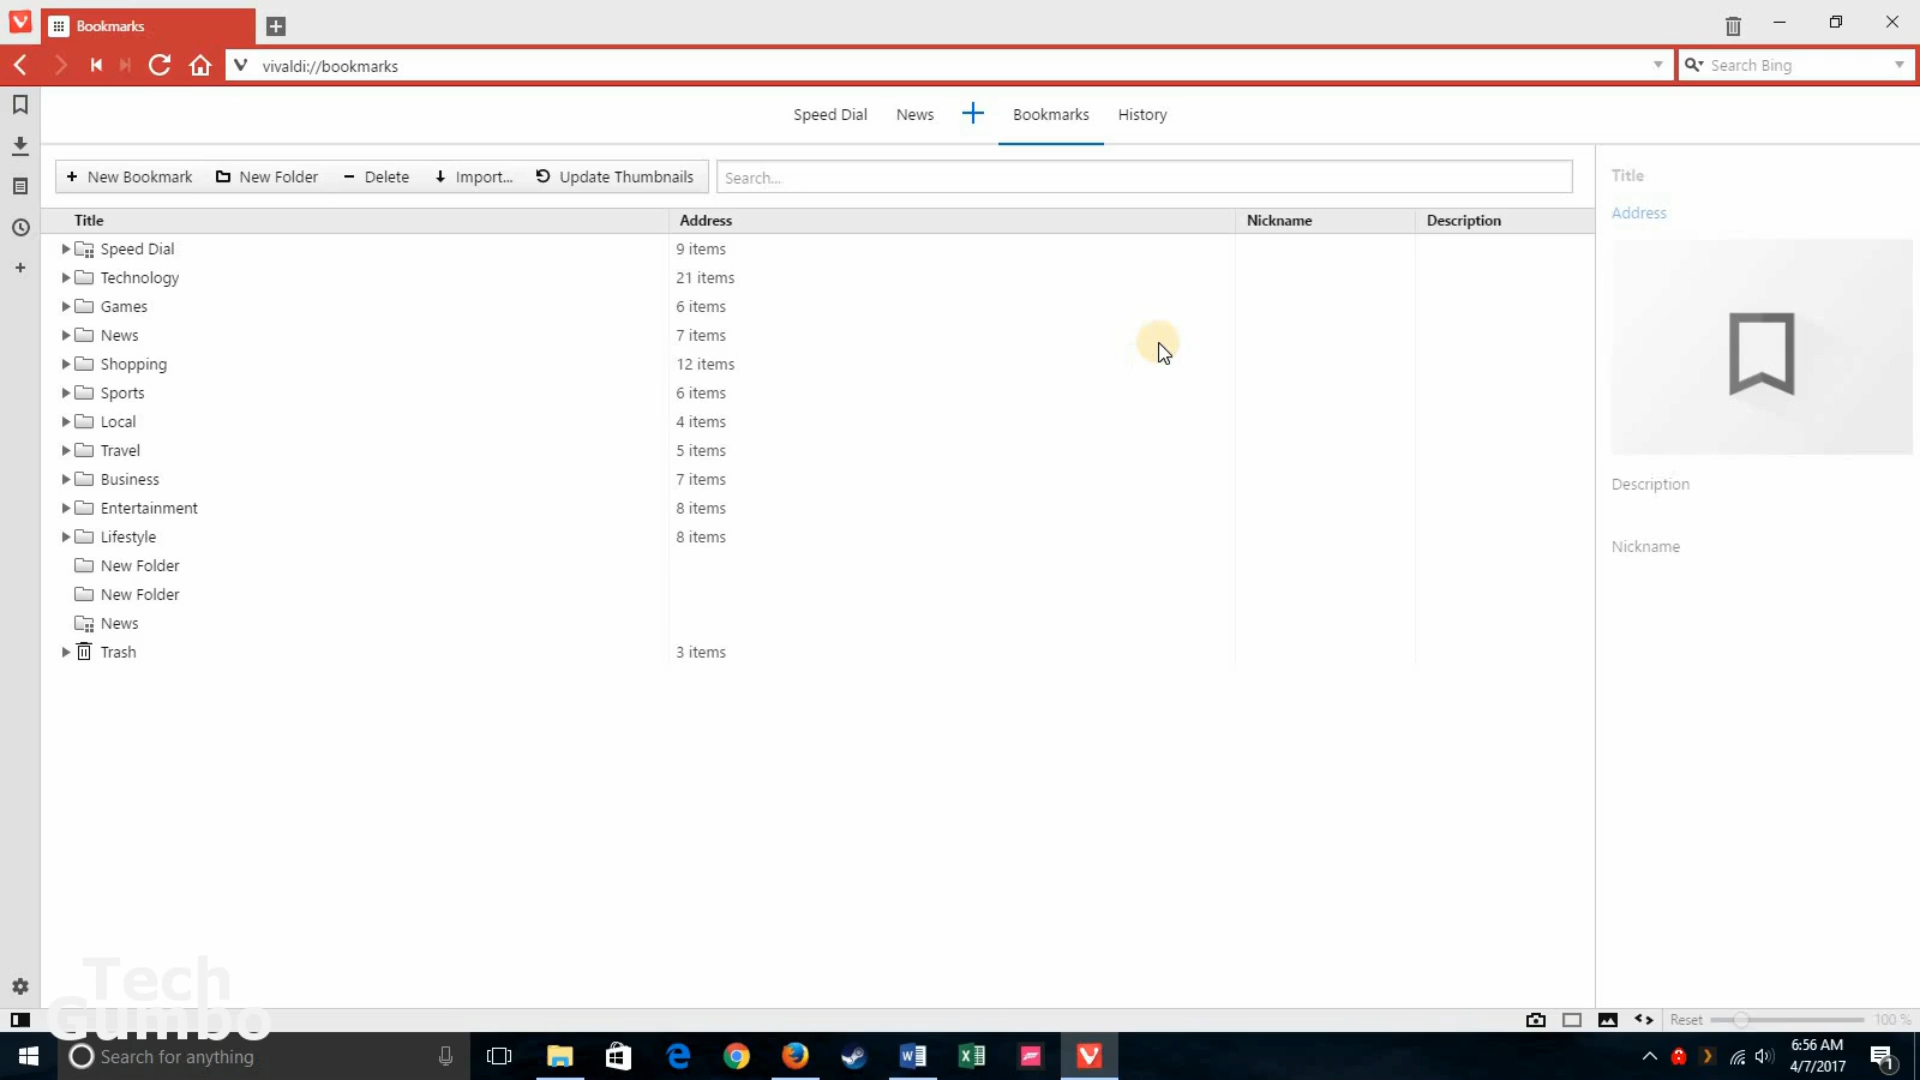 Bookmarks
vivaldi://bookmarks
Search Bing
Speed Dial News Bookmarks History
New Bookmark New Folder Delete Import... Update Thumbnails Search...
Title Address Nickname Description
Speed Dial 9 items
Technology 21 items
Games 6 items
News 7 items
Shopping 12 items
Sports 6 items
Local 4 items
Travel 5 items
Business 7 items
Entertainment 8 items
Lifestyle 8 items
New Folder
New Folder
News
Trash 3 items
Title
Address
Description
Nickname
Tech
Gumbo
Reset 100 %
Search for anything
6:56 AM
4/7/2017
1